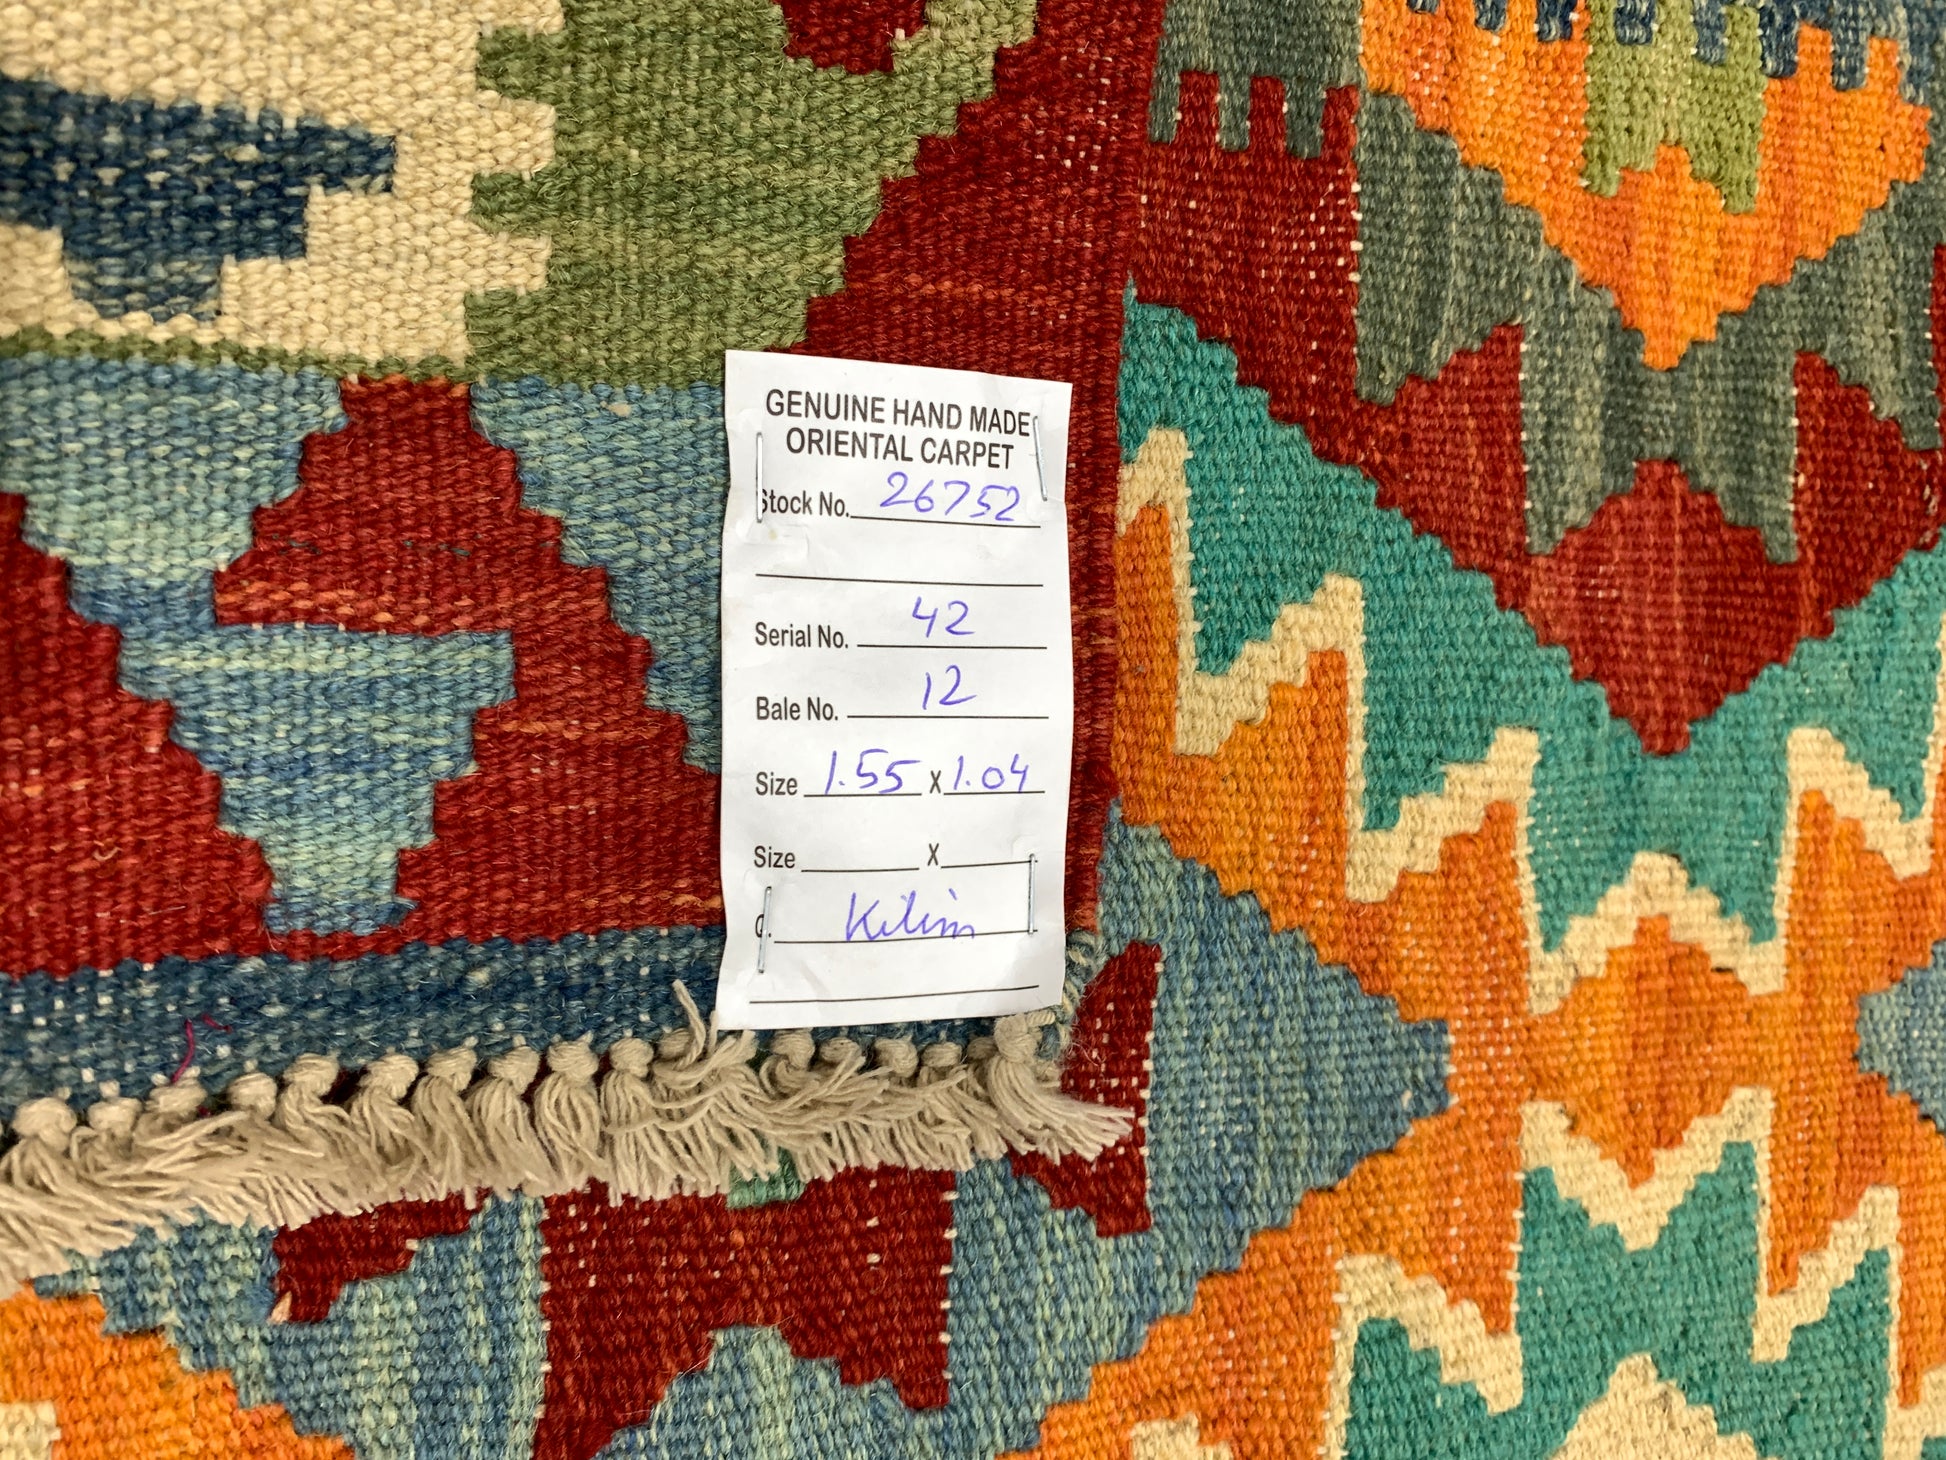 GENUINE HAND MADE
ORIENTAL CARPET
Stock No. 26752
Serial No. 42
Bale No. 12
Size 1.55 X 1.04
Size X
Q. Kilim